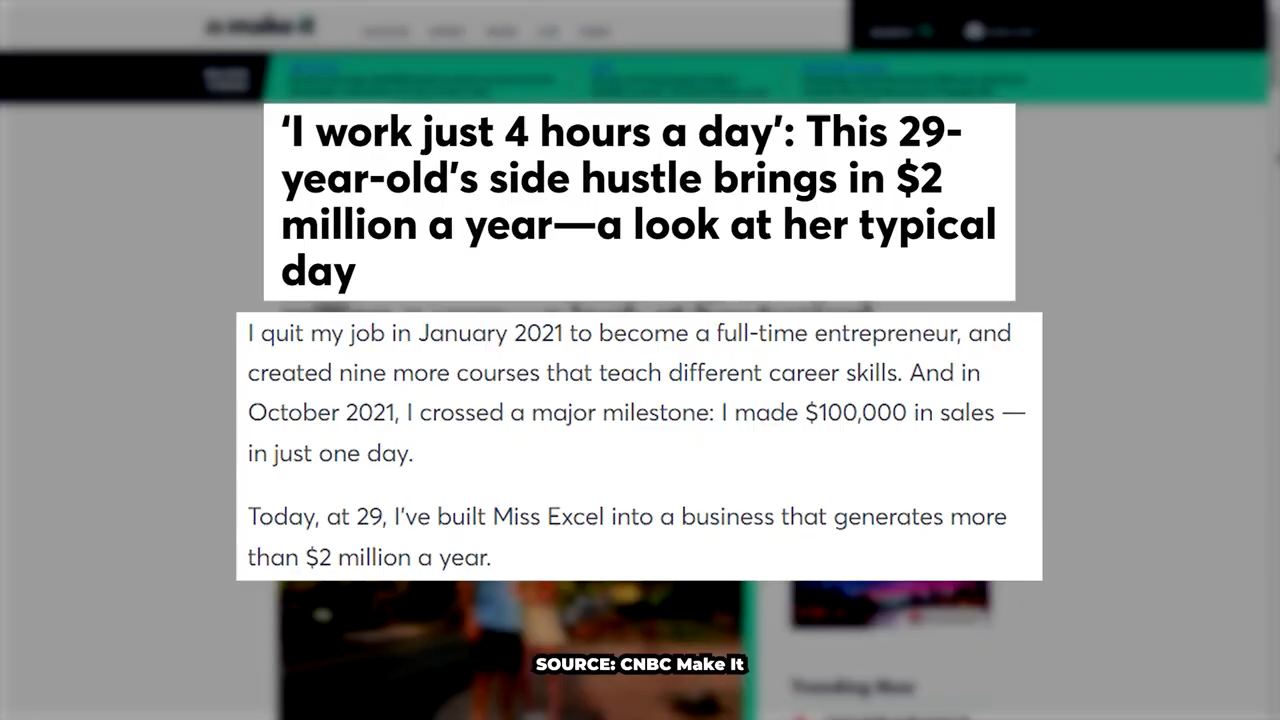 make it
‘I work just 4 hours a day’: This 29-
year-old’s side hustle brings in $2
million a year—a look at her typical
day
I quit my job in January 2021 to become a full-time entrepreneur, and
created nine more courses that teach different career skills. And in
October 2021, I crossed a major milestone: I made $100,000 in sales —
in just one day.
Today, at 29, I’ve built Miss Excel into a business that generates more
than $2 million a year.
SOURCE: CNBC Make It
Trending Now